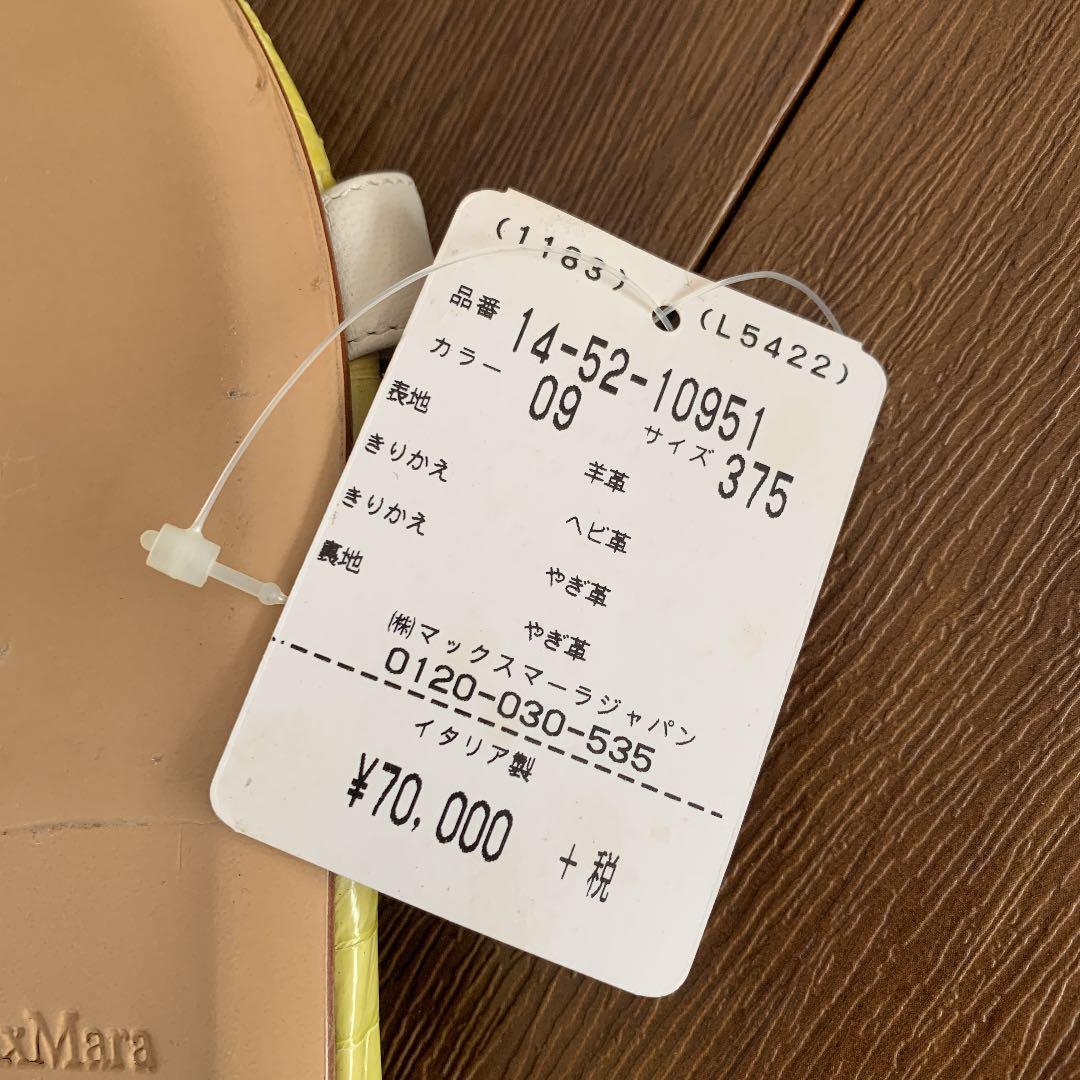 (1183) (L5422)
品番 14-52-10951
カラー 09 サイズ 375
表地 羊革
きりかえ ヘビ革
きりかえ やぎ革
裏地 やぎ革
㈱マックスマーラジャパン
0120-030-535
イタリア製
¥70,000 +税
xMara